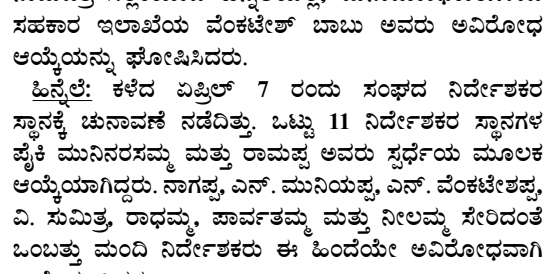 ಸಹಕಾರ ಇಲಾಖೆಯ ವೆಂಕಟೇಶ್ ಬಾಬು ಅವರು ಅವಿರೋಧ
ಆಯ್ಕೆಯನ್ನು ಘೋಷಿಸಿದರು.
ಹಿನ್ನೆಲೆ: ಕಳೆದ ಏಪ್ರಿಲ್ 7 ರಂದು ಸಂಘದ ನಿರ್ದೇಶಕರ
ಸ್ಥಾನಕ್ಕೆ ಚುನಾವಣೆ ನಡೆದಿತ್ತು. ಒಟ್ಟು 11 ನಿರ್ದೇಶಕರ ಸ್ಥಾನಗಳ
ಪೈಕಿ ಮುನಿನರಸಮ್ಮ ಮತ್ತು ರಾಮಪ್ಪ ಅವರು ಸ್ಪರ್ಧೆಯ ಮೂಲಕ
ಆಯ್ಕೆಯಾಗಿದ್ದರು. ನಾಗಪ್ಪ, ಎನ್. ಮುನಿಯಪ್ಪ, ಎನ್. ವೆಂಕಟೇಶಪ್ಪ,
ವಿ. ಸುಮಿತ್ರ, ರಾಧಮ್ಮ, ಪಾರ್ವತಮ್ಮ ಮತ್ತು ನೀಲಮ್ಮ ಸೇರಿದಂತೆ
ಒಂಬತ್ತು ಮಂದಿ ನಿರ್ದೇಶಕರು ಈ ಹಿಂದೆಯೇ ಅವಿರೋಧವಾಗಿ